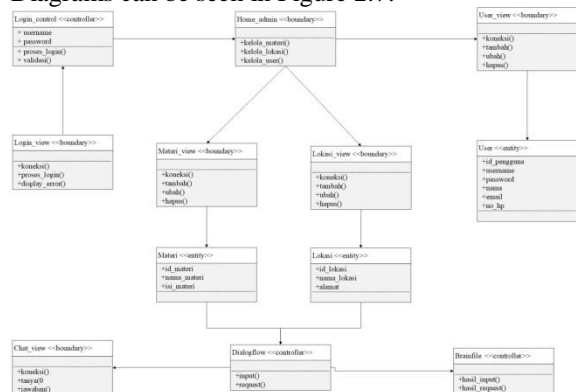 Diagrams can be seen in Figure 2.7.
Login_control <<controller>>
+ username
+ password
+ proses_login()
+ validasi()
Home_admin <<boundary>>
+kelola_materi()
+kelola_lokasi()
+kelola_user()
User_view <<boundary>>
+koneksi()
+tambah()
+ubah()
+hapus()
Login_view <<boundary>>
+koneksi()
+proses_login()
+display_error()
Materi_view <<boundary>>
+koneksi()
+tambah()
+ubah()
+hapus()
Lokasi_view <<boundary>>
+koneksi()
+tambah()
+ubah()
+hapus()
User <<entity>>
+id_pengguna
+username
+password
+nama
+email
+no_hp
Materi <<entity>>
+id_materi
+nama_materi
+isi_materi
Lokasi <<entity>>
+id_lokasi
+nama_lokasi
+alamat
Chat_view <<boundary>>
+koneksi()
+tanya(0
+jawaban()
Dialogflow <<controller>>
+input()
+request()
Brainfile <<controller>>
+hasil_input()
+hasil_request()